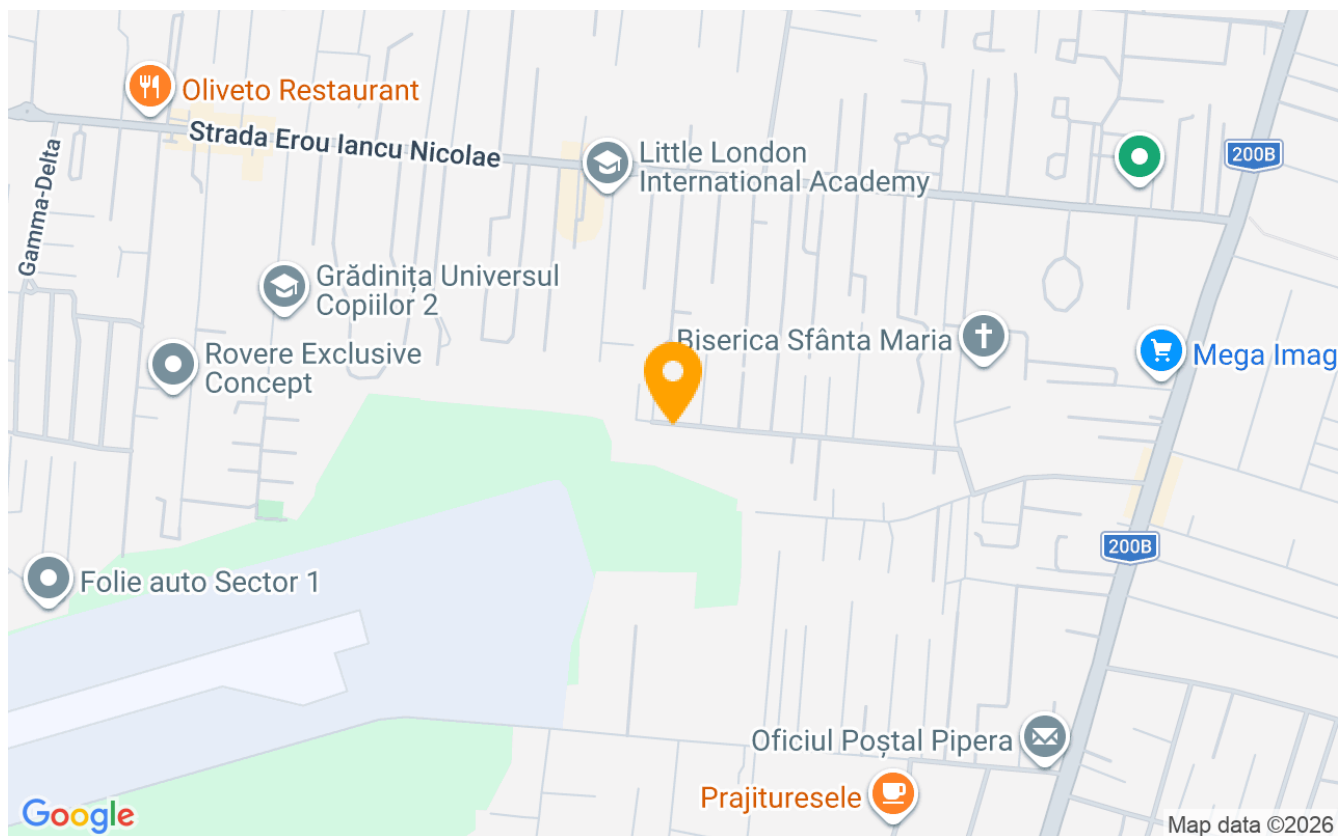 Oliveto Restaurant
Strada Erou Iancu Nicolae
Little London
International Academy
200B
Gamma-Delta
Grădinița Universul
Copiilor 2
Biserica Sfânta Maria
Rovere Exclusive
Concept
Mega Imag
200B
Folie auto Sector 1
Oficiul Poștal Pipera
Prajituresele
Google
Map data ©2026